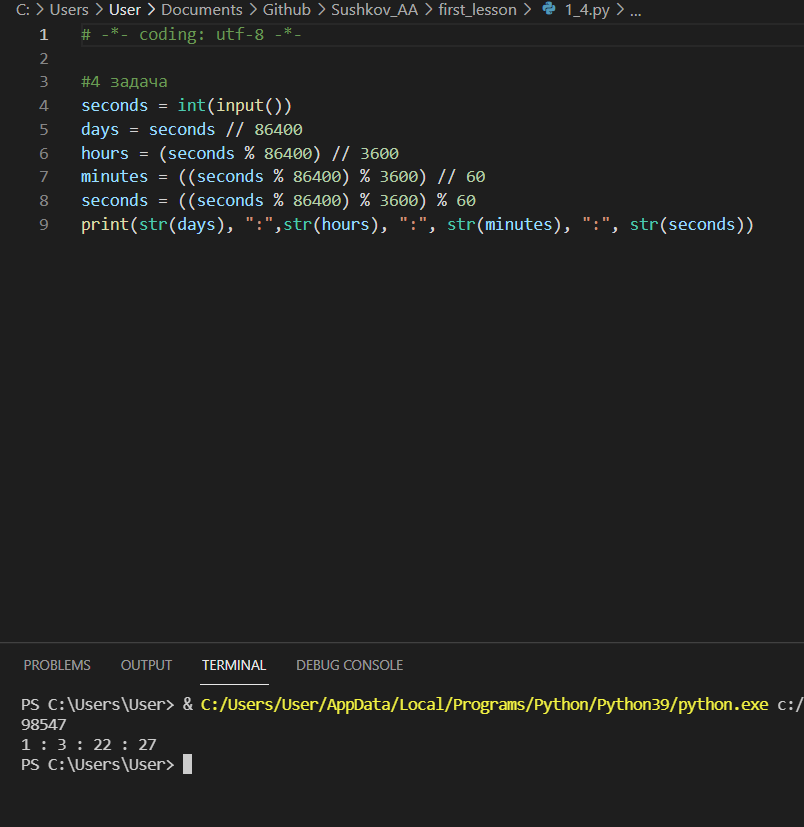 C: > Users > User > Documents > Github > Sushkov_AA > first_lesson > 1_4.py > ...
1 # -*- coding: utf-8 -*-
2
3 #4 задача
4 seconds = int(input())
5 days = seconds // 86400
6 hours = (seconds % 86400) // 3600
7 minutes = ((seconds % 86400) % 3600) // 60
8 seconds = ((seconds % 86400) % 3600) % 60
9 print(str(days), ":",str(hours), ":", str(minutes), ":", str(seconds))
PROBLEMS OUTPUT TERMINAL DEBUG CONSOLE
PS C:\Users\User> & C:/Users/User/AppData/Local/Programs/Python/Python39/python.exe c:/
98547
1 : 3 : 22 : 27
PS C:\Users\User>